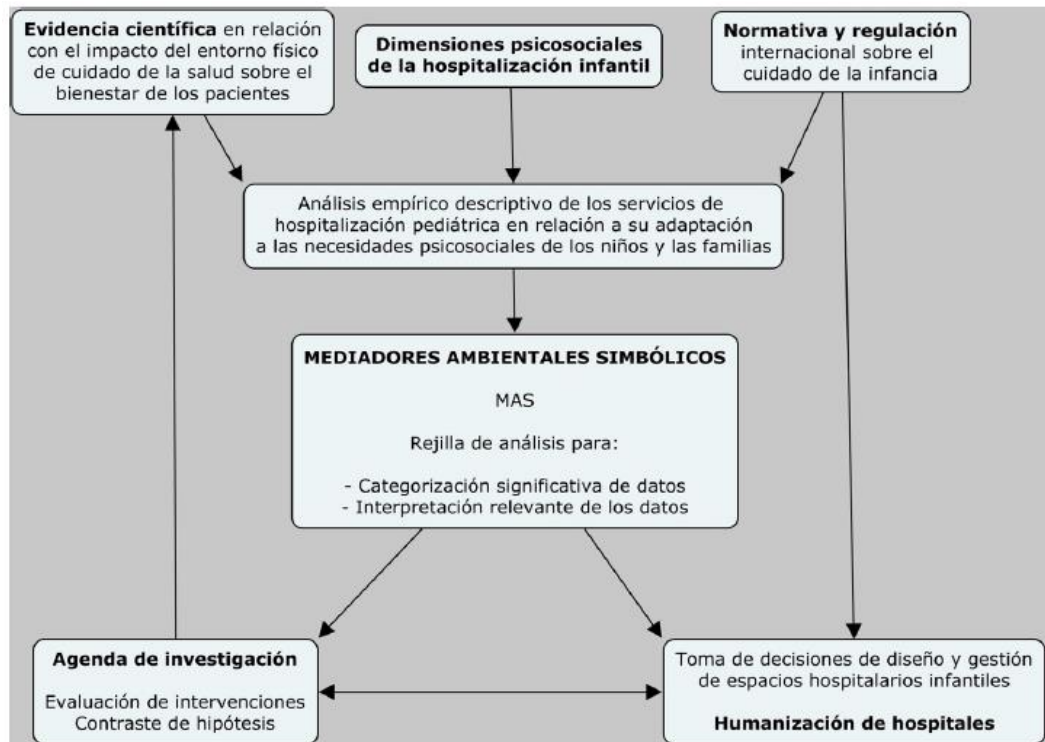 Evidencia científica en relación
con el impacto del entorno físico
de cuidado de la salud sobre el
bienestar de los pacientes
Dimensiones psicosociales
de la hospitalización infantil
Normativa y regulación
internacional sobre el
cuidado de la infancia
Análisis empírico descriptivo de los servicios de
hospitalización pediátrica en relación a su adaptación
a las necesidades psicosociales de los niños y las familias
MEDIADORES AMBIENTALES SIMBÓLICOS
MAS
Rejilla de análisis para:
- Categorización significativa de datos
- Interpretación relevante de los datos
Agenda de investigación
Evaluación de intervenciones
Contraste de hipótesis
Toma de decisiones de diseño y gestión
de espacios hospitalarios infantiles
Humanización de hospitales